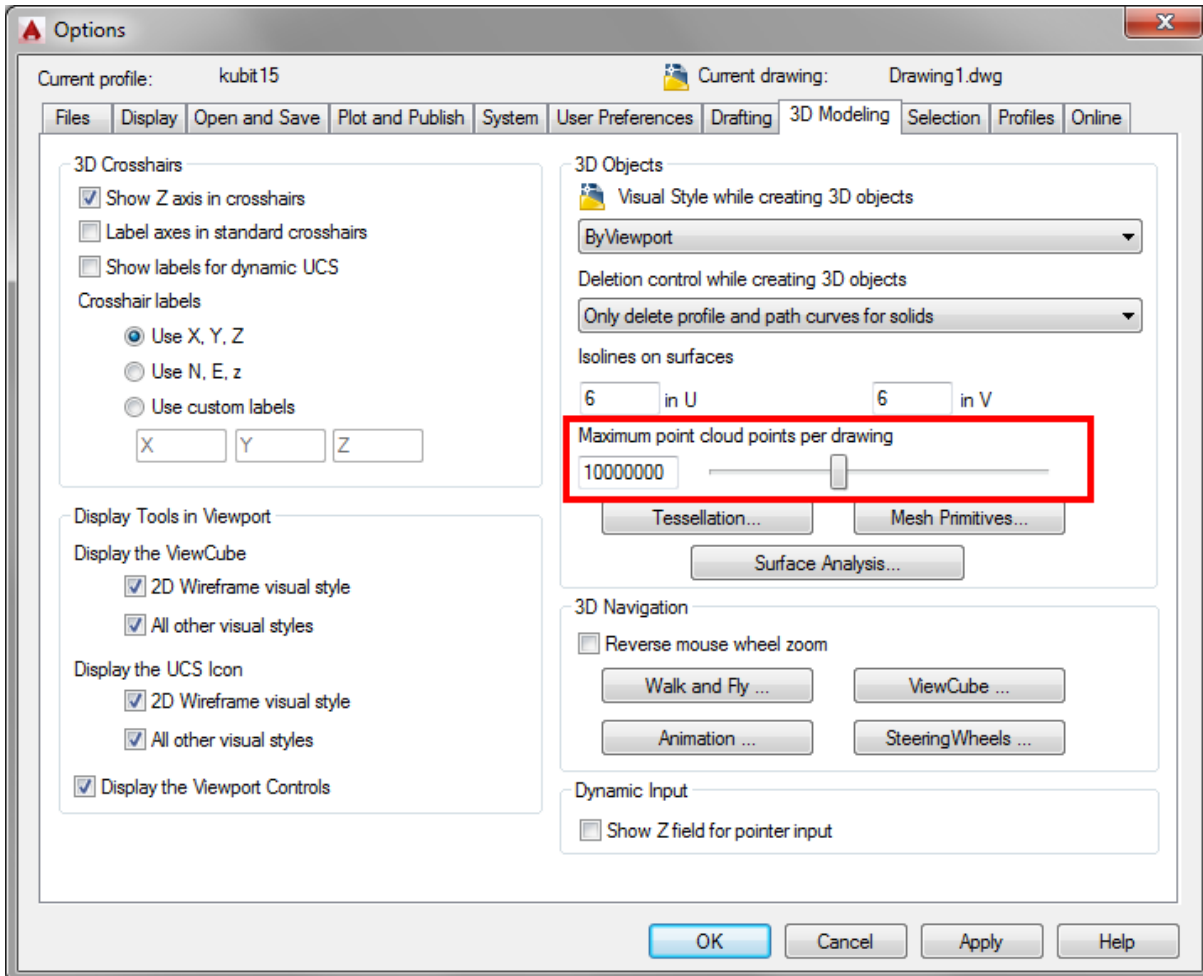 Options
Current profile: kubit15 Current drawing: Drawing1.dwg
Files Display Open and Save Plot and Publish System User Preferences Drafting 3D Modeling Selection Profiles Online
3D Crosshairs
Show Z axis in crosshairs
Label axes in standard crosshairs
Show labels for dynamic UCS
Crosshair labels
Use X, Y, Z
Use N, E, z
Use custom labels
X Y Z
Display Tools in Viewport
Display the ViewCube
2D Wireframe visual style
All other visual styles
Display the UCS Icon
2D Wireframe visual style
All other visual styles
Display the Viewport Controls
3D Objects
Visual Style while creating 3D objects
ByViewport
Deletion control while creating 3D objects
Only delete profile and path curves for solids
Isolines on surfaces
6 in U 6 in V
Maximum point cloud points per drawing
10000000
Tessellation... Mesh Primitives...
Surface Analysis...
3D Navigation
Reverse mouse wheel zoom
Walk and Fly ... ViewCube ...
Animation ... SteeringWheels ...
Dynamic Input
Show Z field for pointer input
OK Cancel Apply Help